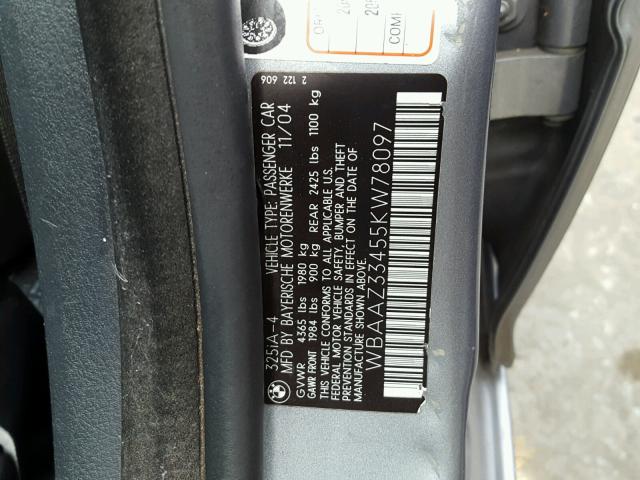 325iA-4 VEHICLE TYPE: PASSENGER CAR
MFD BY BAYERISCHE MOTORENWERKE 11/04
GVWR 4365 lbs 1980 kg
GAWR FRONT 1984 lbs 900 kg REAR 2425 lbs 1100 kg
THIS VEHICLE CONFORMS TO ALL APPLICABLE U.S.
FEDERAL MOTOR VEHICLE SAFETY, BUMPER AND THEFT
PREVENTION STANDARDS IN EFFECT ON THE DATE OF
MANUFACTURE SHOWN ABOVE.
WBAAZ33455KW78097
2 122 606
COMP